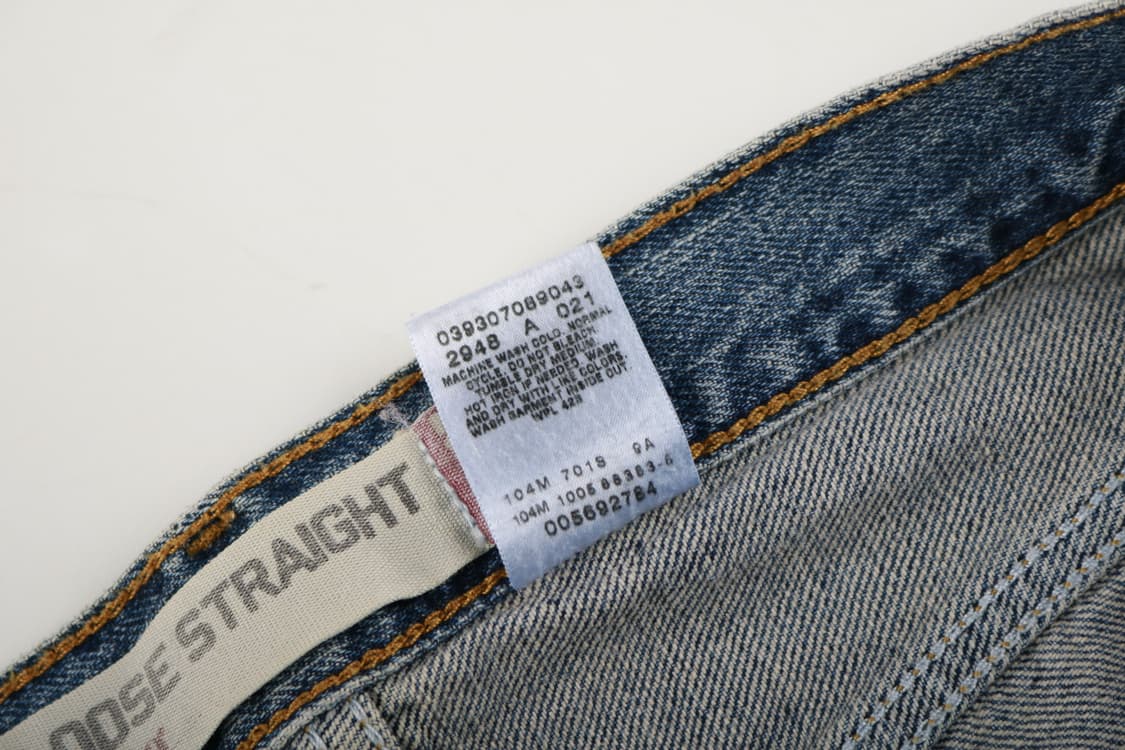 039307089043
2948 A 021
MACHINE WASH COLD, NORMAL
CYCLE, DO NOT BLEACH,
TUMBLE DRY MEDIUM,
HOT IRON IF NEEDED. WASH
AND DRY WITH LIKE COLORS.
WASH GARMENT INSIDE OUT.
WPL 423
104M 701S 9A
104M 1005 88383-6
005692784
OOSE STRAIGHT